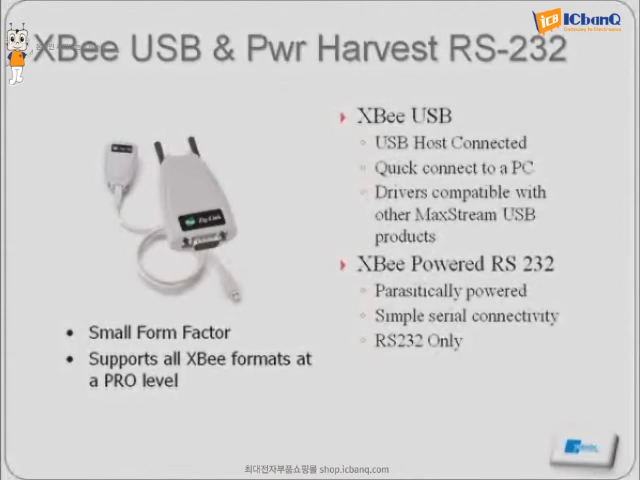 ICbanQ
XBee USB & Pwr Harvest RS-232
XBee USB
USB Host Connected
Quick connect to a PC
Drivers compatible with
other MaxStream USB
products
XBee Powered RS 232
Parasitically powered
Simple serial connectivity
RS232 Only
• Small Form Factor
• Supports all XBee formats at
a PRO level
최대전자부품쇼핑몰 shop.icbanq.com